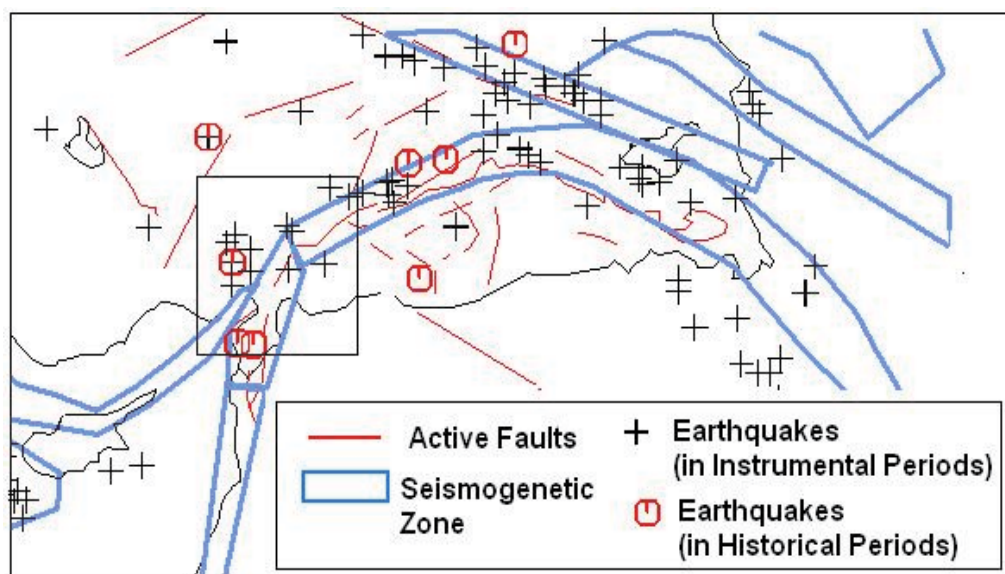 Active Faults
Seismogenetic
Zone
Earthquakes
(in Instrumental Periods)
Earthquakes
(in Historical Periods)